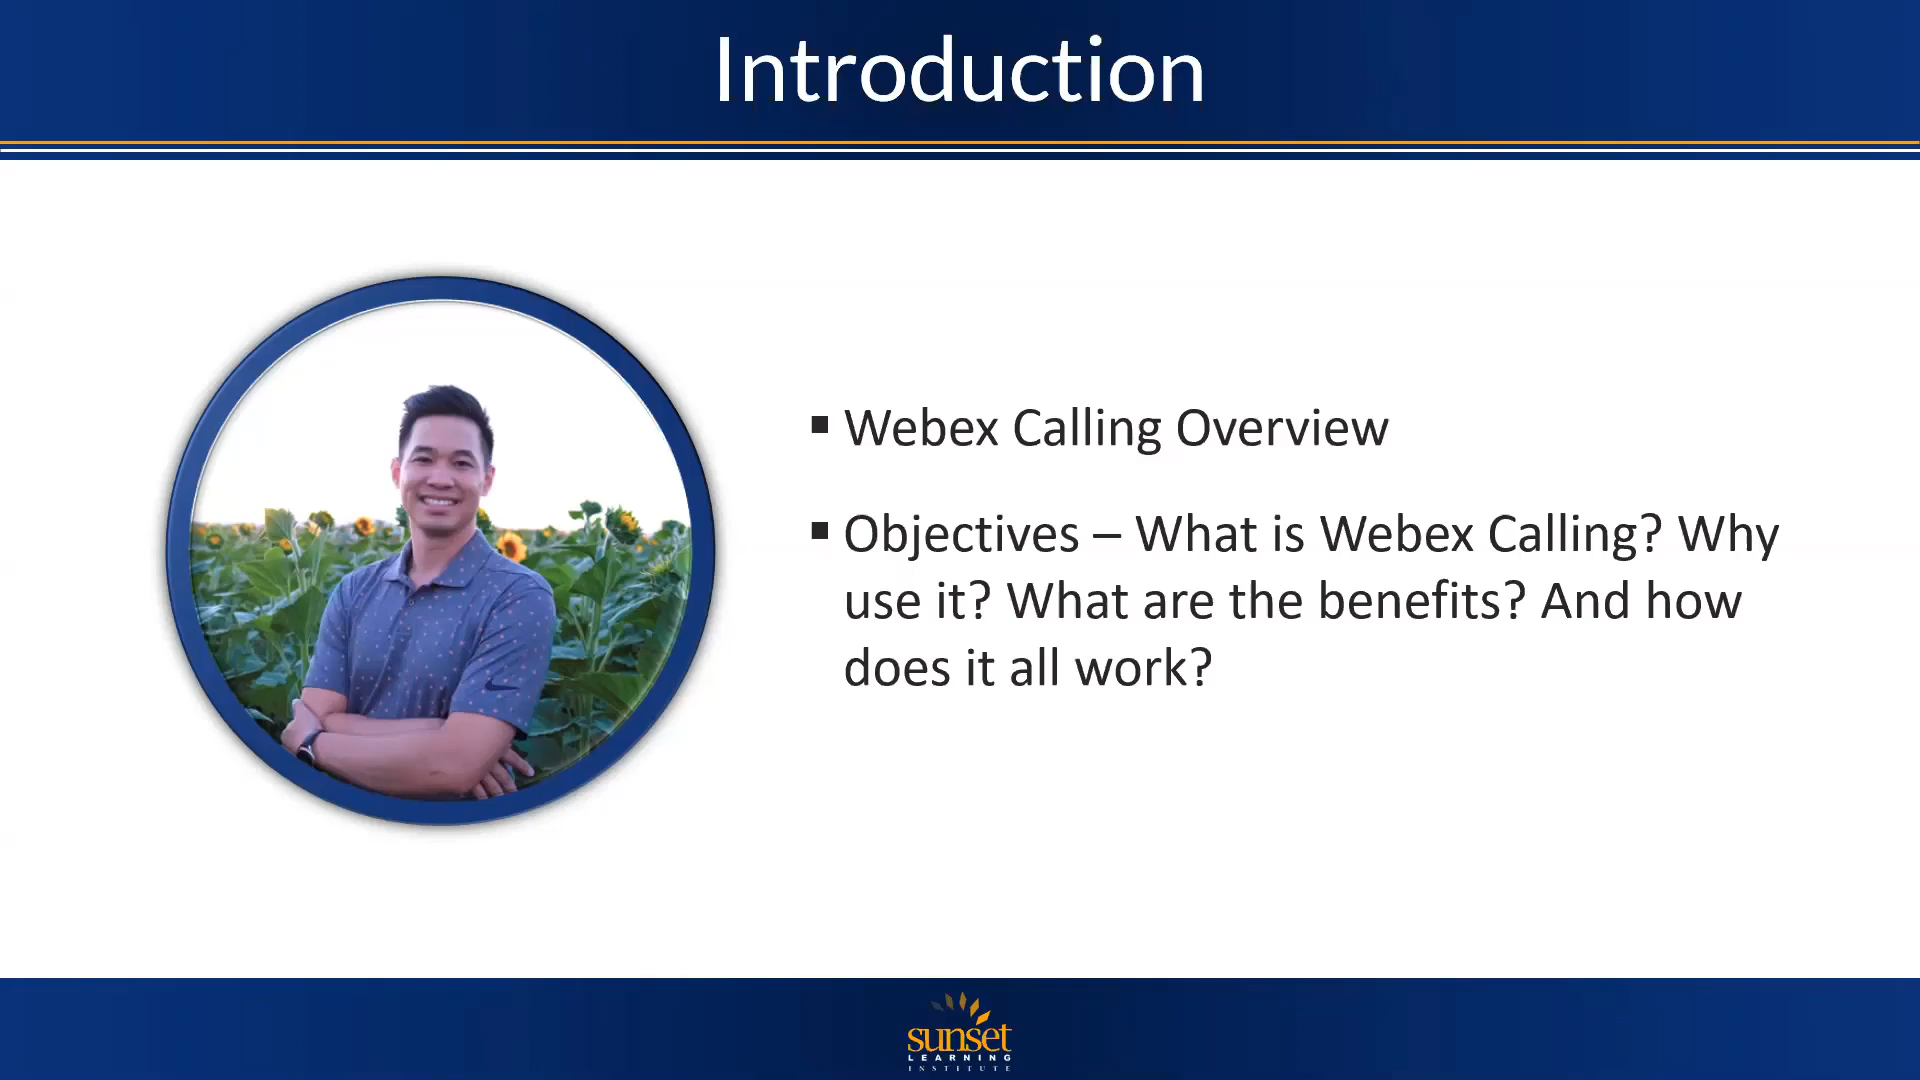 Introduction
▪ Webex Calling Overview
▪ Objectives – What is Webex Calling? Why
use it? What are the benefits? And how
does it all work?
sunset
LEARNING
INSTITUTE